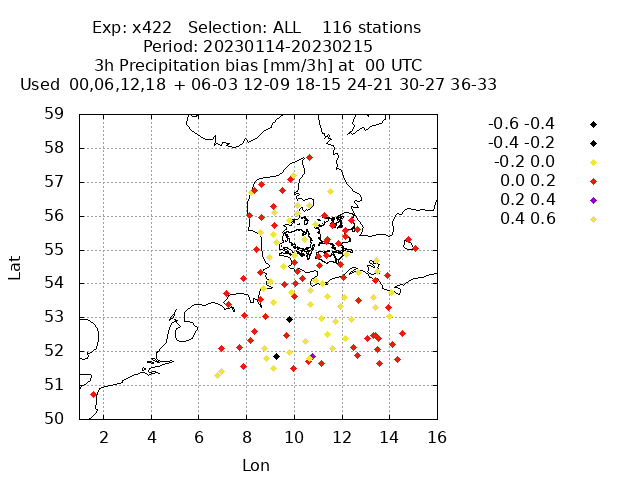 Exp: x422   Selection: ALL    116 stations
Period: 20230114-20230215
3h Precipitation bias [mm/3h] at  00 UTC
Used  00,06,12,18  + 06-03 12-09 18-15 24-21 30-27 36-33
59
58
57
56
55
54
53
52
51
50
Lat
2 4 6 8 10 12 14 16
Lon
-0.6 -0.4
-0.4 -0.2
-0.2 0.0
0.0 0.2
0.2 0.4
0.4 0.6